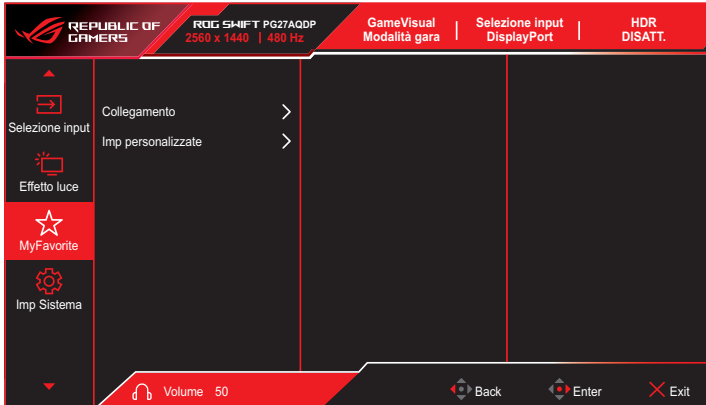 REPUBLIC OF
GAMERS
ROG SWIFT PG27AQDP
2560 x 1440 | 480 Hz
GameVisual
Modalità gara
Selezione input
DisplayPort
HDR
DISATT.
Selezione input
Effetto luce
MyFavorite
Imp Sistema
Collegamento
Imp personalizzate
Volume 50
Back
Enter
Exit